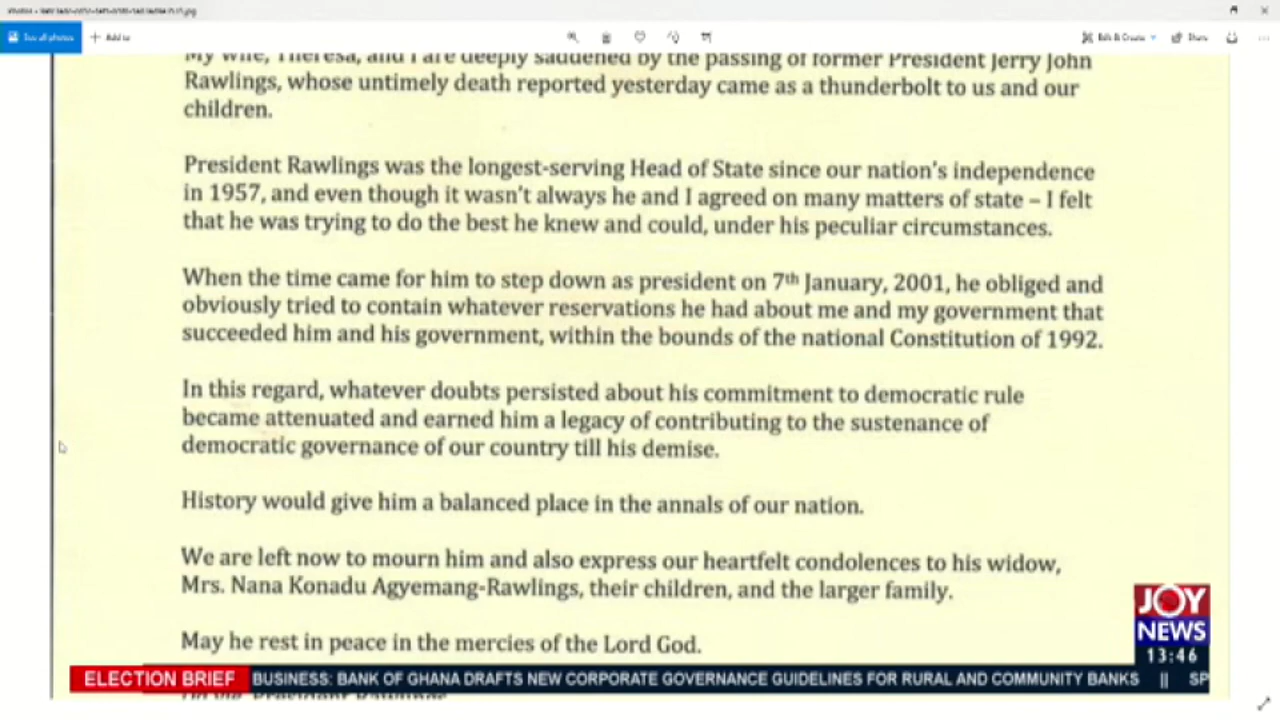 See all photos
Add to
Edit & Create
Share
My wife, Theresa, and I are deeply saddened by the passing of former President Jerry John
Rawlings, whose untimely death reported yesterday came as a thunderbolt to us and our
children.
President Rawlings was the longest-serving Head of State since our nation's independence
in 1957, and even though it wasn't always he and I agreed on many matters of state – I felt
that he was trying to do the best he knew and could, under his peculiar circumstances.
When the time came for him to step down as president on 7th January, 2001, he obliged and
obviously tried to contain whatever reservations he had about me and my government that
succeeded him and his government, within the bounds of the national Constitution of 1992.
In this regard, whatever doubts persisted about his commitment to democratic rule
became attenuated and earned him a legacy of contributing to the sustenance of
democratic governance of our country till his demise.
History would give him a balanced place in the annals of our nation.
We are left now to mourn him and also express our heartfelt condolences to his widow,
Mrs. Nana Konadu Agyemang-Rawlings, their children, and the larger family.
May he rest in peace in the mercies of the Lord God.
JOY
NEWS
13:46
ELECTION BRIEF
BUSINESS: BANK OF GHANA DRAFTS NEW CORPORATE GOVERNANCE GUIDELINES FOR RURAL AND COMMUNITY BANKS || SP
President Rawlings